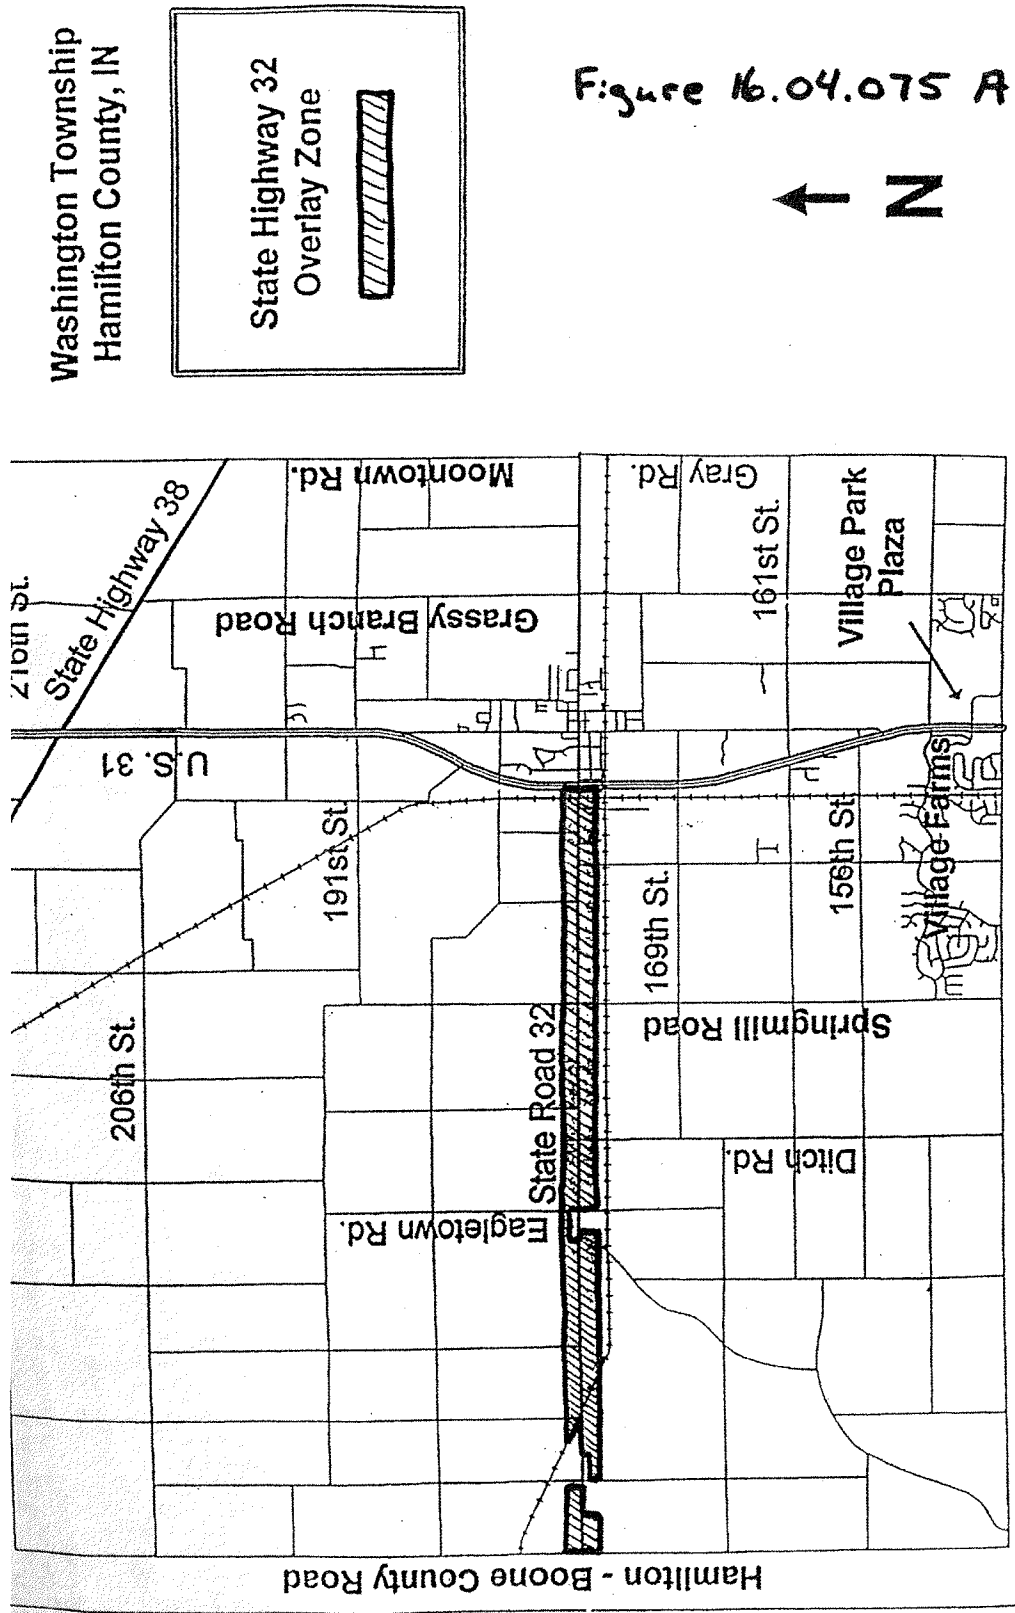 Washington Township
Hamilton County, IN
State Highway 32
Overlay Zone
Figure 16.04.075 A
N
216th St.
State Highway 38
Moontown Rd.
Gray Rd.
161st St.
Village Park
Plaza
Grassy Branch Road
U.S. 31
191st St.
156th St.
Village Farms
169th St.
206th St.
State Road 32
Springmill Road
Eagletown Rd.
Ditch Rd.
Hamilton - Boone County Road